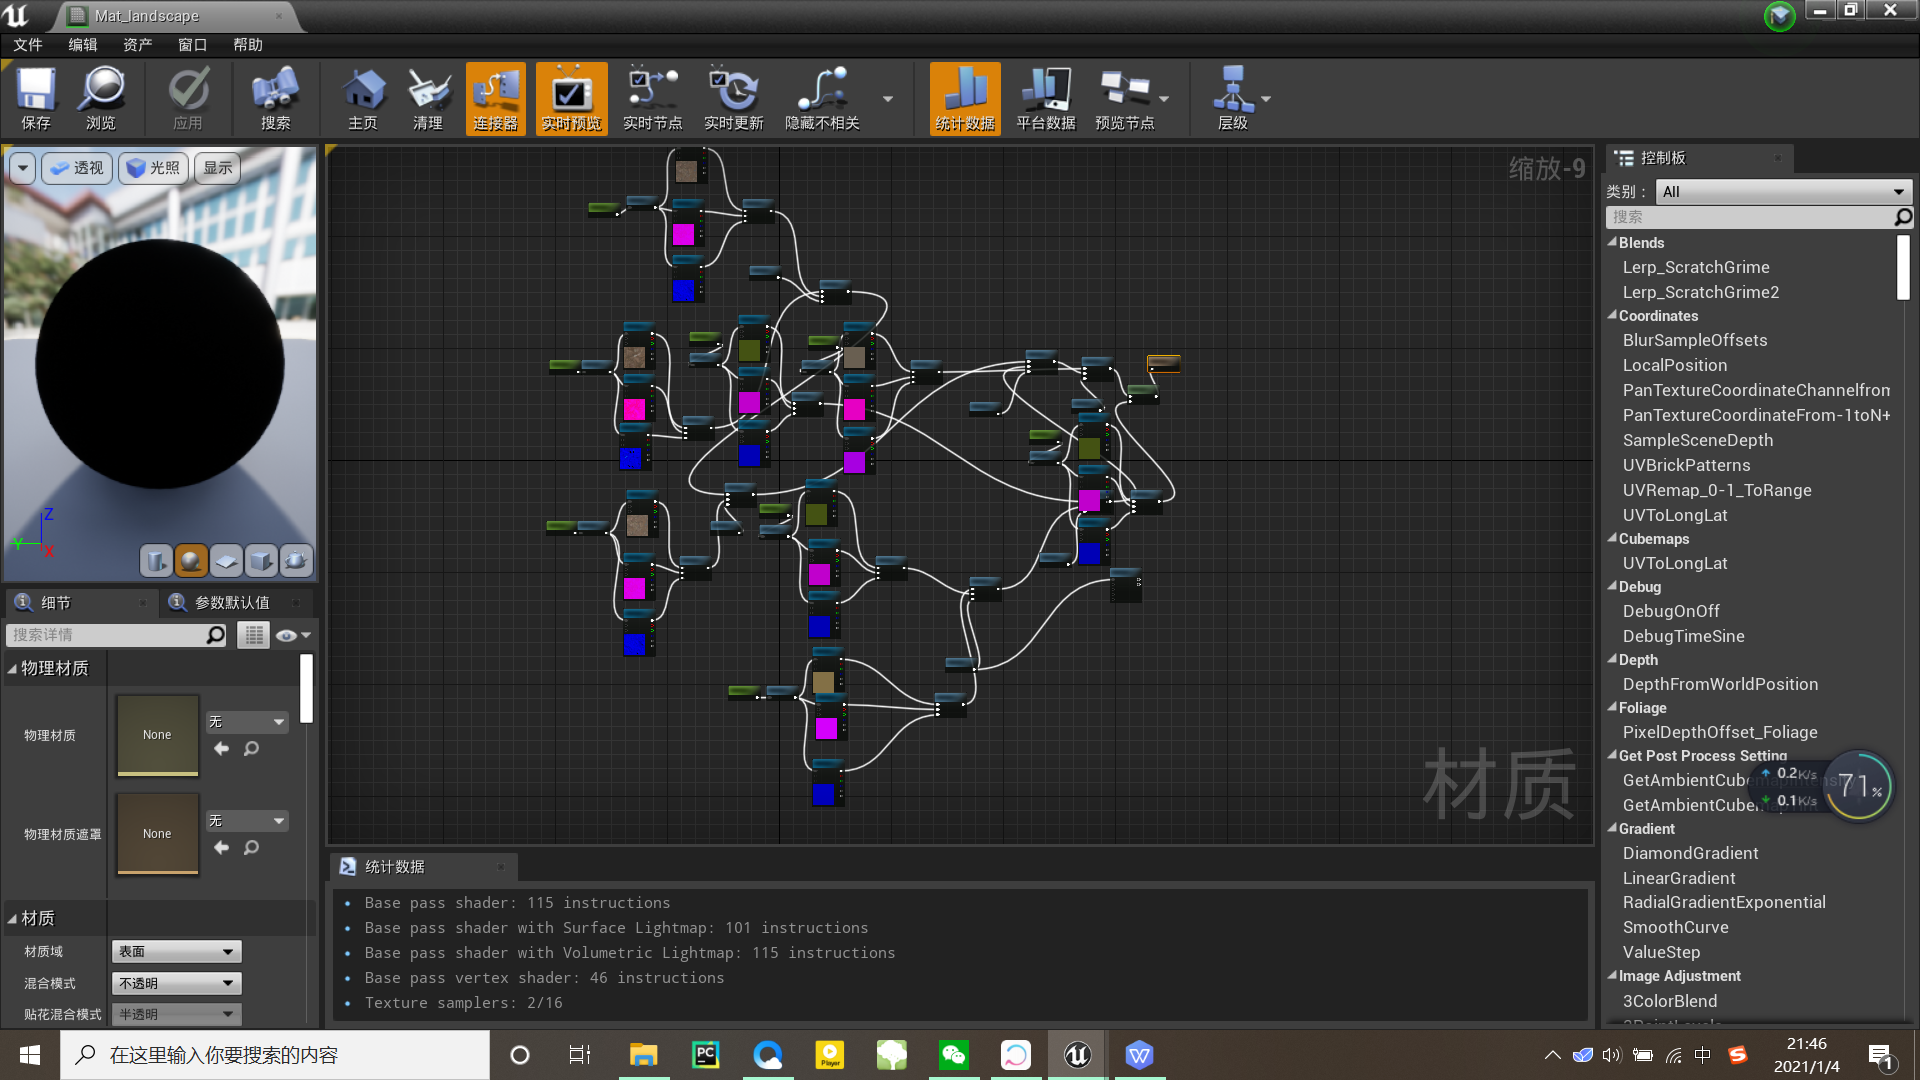 Mat_landscape
文件
编辑
资产
窗口
帮助
保存
浏览
应用
搜索
主页
清理
连接器
实时预览
实时节点
实时更新
隐藏不相关
统计数据
平台数据
预览节点
层级
透视
光照
显示
Z
Y
X
缩放-9
材质
细节
参数默认值
搜索详情
物理材质
物理材质
None
无
物理材质遮罩
None
无
材质
材质域
表面
混合模式
不透明
贴花混合模式
半透明
统计数据
Base pass shader: 115 instructions
Base pass shader with Surface Lightmap: 101 instructions
Base pass shader with Volumetric Lightmap: 115 instructions
Base pass vertex shader: 46 instructions
Texture samplers: 2/16
控制板
类别：
All
搜索
Blends
Lerp_ScratchGrime
Lerp_ScratchGrime2
Coordinates
BlurSampleOffsets
LocalPosition
PanTextureCoordinateChannelfron
PanTextureCoordinateFrom-1toN+
SampleSceneDepth
UVBrickPatterns
UVRemap_0-1_ToRange
UVToLongLat
Cubemaps
UVToLongLat
Debug
DebugOnOff
DebugTimeSine
Depth
DepthFromWorldPosition
Foliage
PixelDepthOffset_Foliage
Get Post Process Setting
GetAmbientCubemapIntensity
GetAmbientCubemap
Gradient
DiamondGradient
LinearGradient
RadialGradientExponential
SmoothCurve
ValueStep
Image Adjustment
3ColorBlend
0.2K/s
0.1K/s
71%
在这里输入你要搜索的内容
PC
Player
W
中
S
21:46
2021/1/4
1